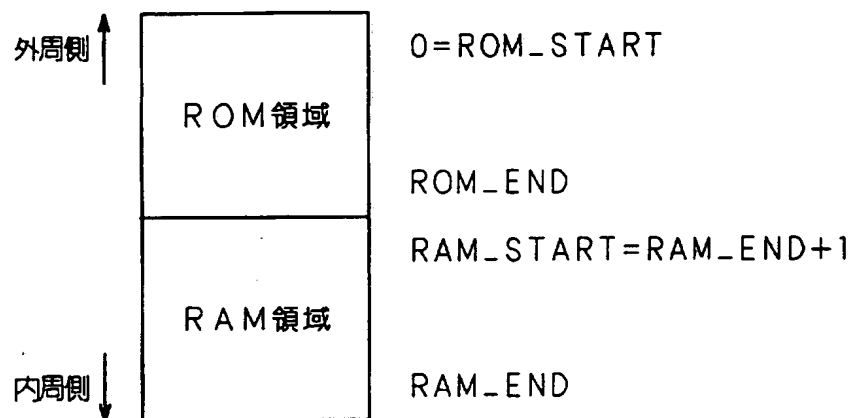 外周側
0=ROM_START
ROM領域
ROM_END
RAM_START=RAM_END+1
RAM領域
内周側
RAM_END